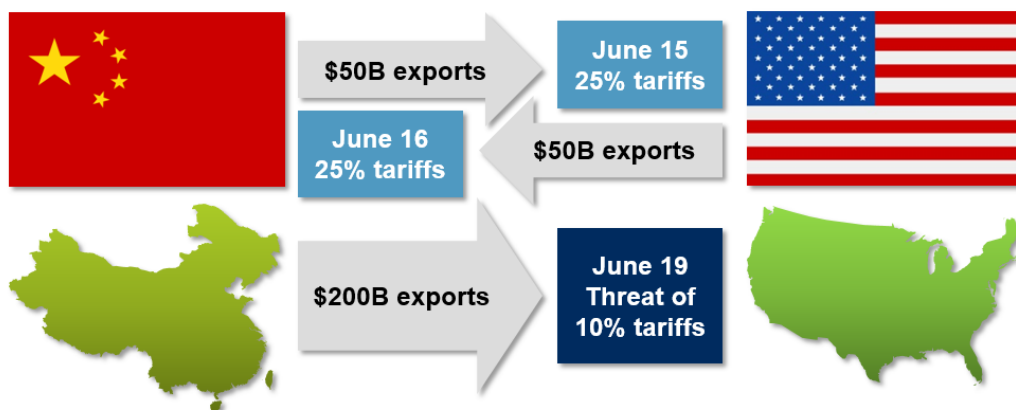 $50B exports
June 15
25% tariffs
June 16
25% tariffs
$50B exports
$200B exports
June 19
Threat of
10% tariffs